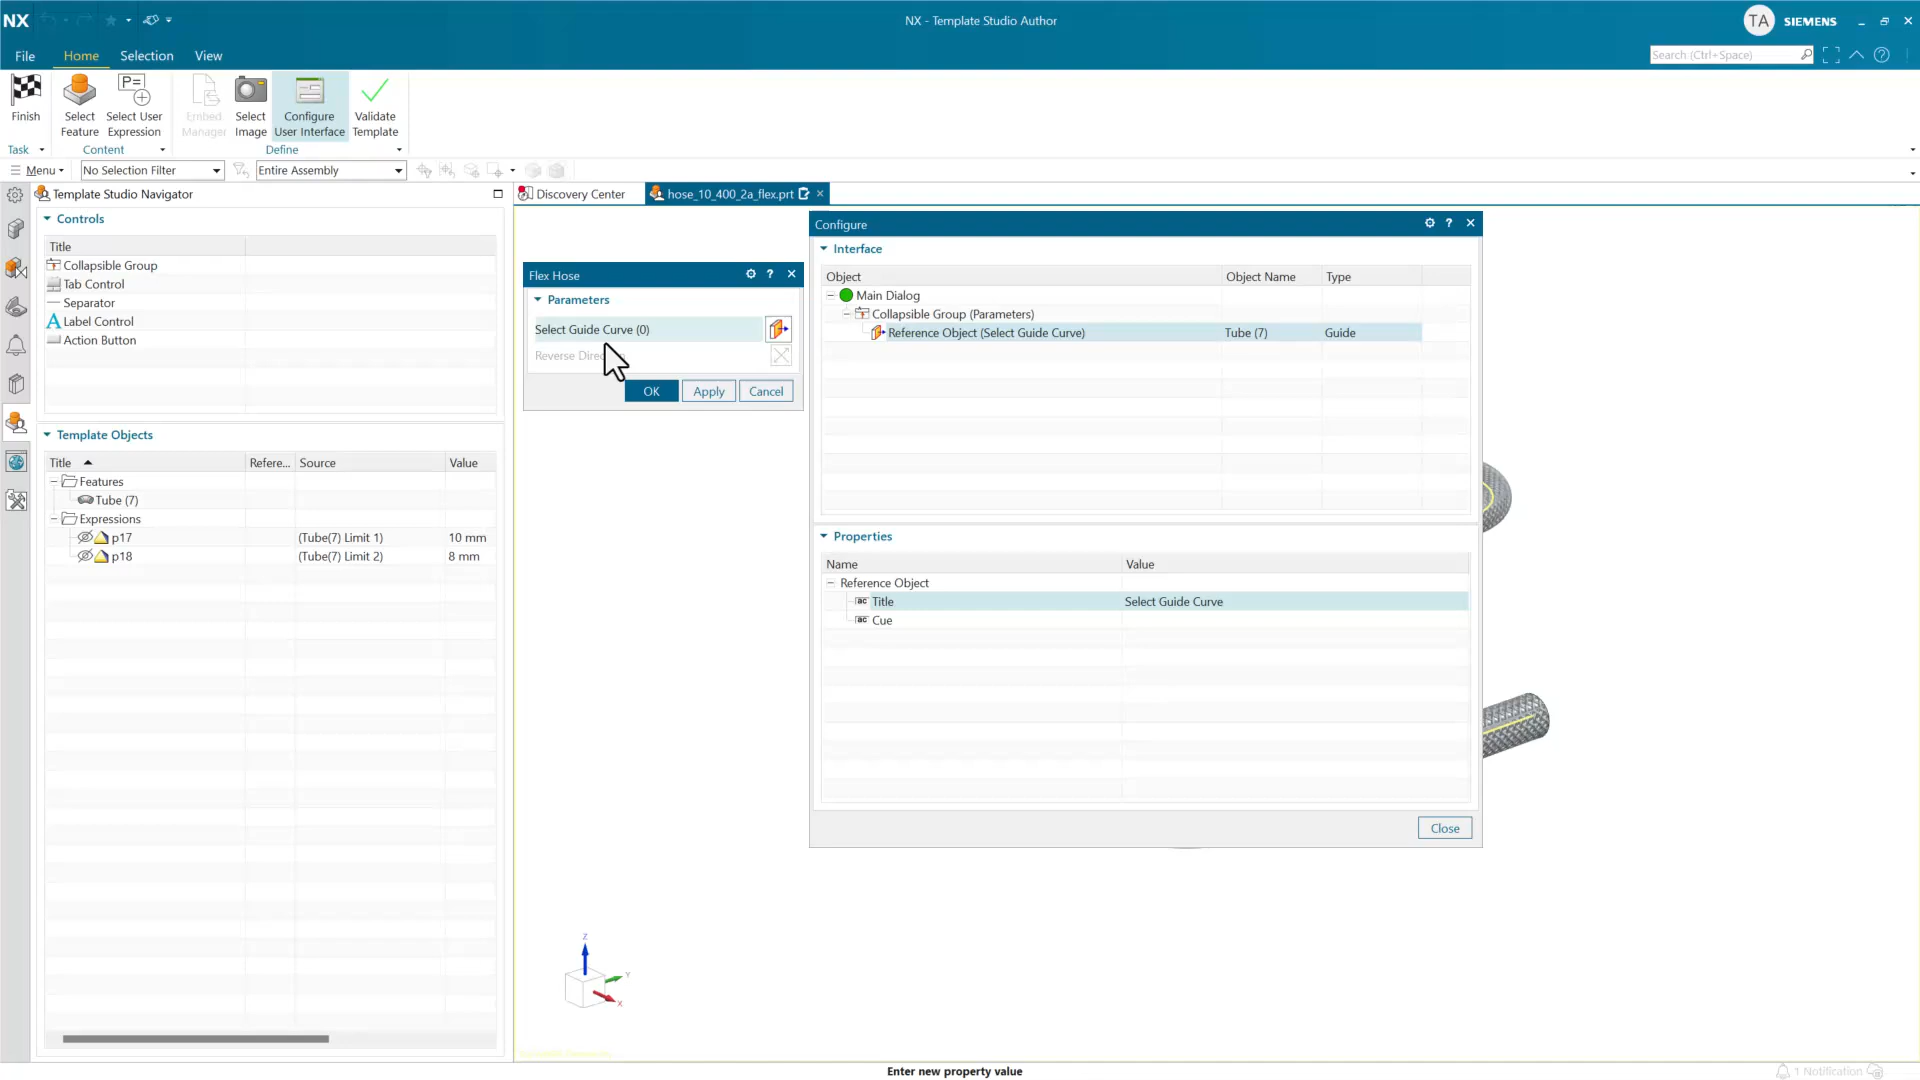 NX
NX - Template Studio Author
TA SIEMENS
File Home Selection View
Search (Ctrl+Space)
Finish
Select Feature
Select User Expression
Embed Manager
Select Image
Configure User Interface
Validate Template
Task Content Define
Menu No Selection Filter Entire Assembly
Template Studio Navigator
Discovery Center hose_10_400_2a_flex.prt
Controls
Title
Collapsible Group
Tab Control
Separator
Label Control
Action Button
Template Objects
Title Refere... Source Value
Features
Tube (7)
Expressions
p17 (Tube(7) Limit 1) 10 mm
p18 (Tube(7) Limit 2) 8 mm
Flex Hose
Parameters
Select Guide Curve (0)
OK Apply Cancel
Configure
Interface
Object Object Name Type
Main Dialog
Collapsible Group (Parameters)
Reference Object (Select Guide Curve) Tube (7) Guide
Properties
Name Value
Reference Object
ac Title Select Guide Curve
ac Cue
Close
Z
Y
X
Enter new property value
1 Notification